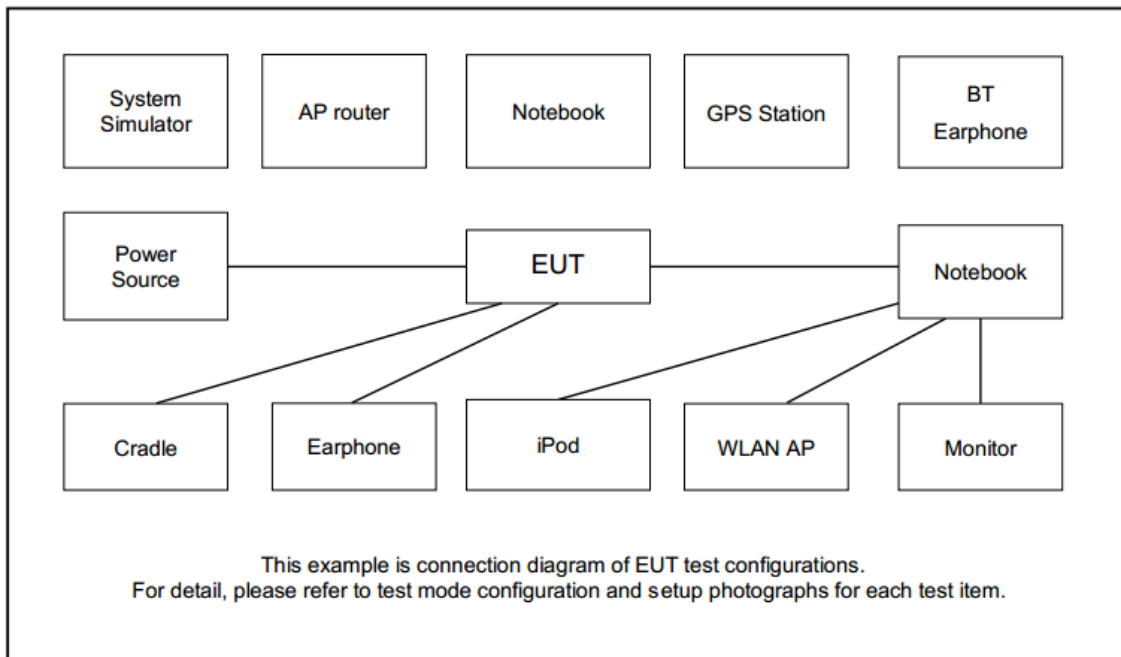 System
Simulator
AP router
Notebook
GPS Station
BT
Earphone
Power
Source
EUT
Notebook
Cradle
Earphone
iPod
WLAN AP
Monitor
This example is connection diagram of EUT test configurations.
For detail, please refer to test mode configuration and setup photographs for each test item.